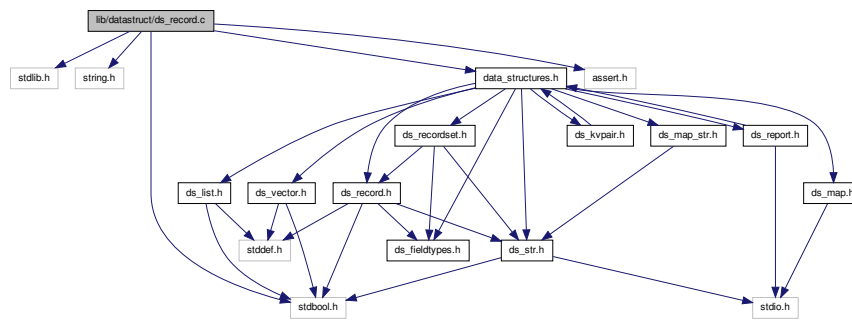 lib/datastruct/ds_record.c
stdlib.h
string.h
data_structures.h
assert.h
ds_recordset.h
ds_kvpair.h
ds_map_str.h
ds_report.h
ds_list.h
ds_vector.h
ds_record.h
ds_map.h
stddef.h
ds_fieldtypes.h
ds_str.h
stdbool.h
stdio.h